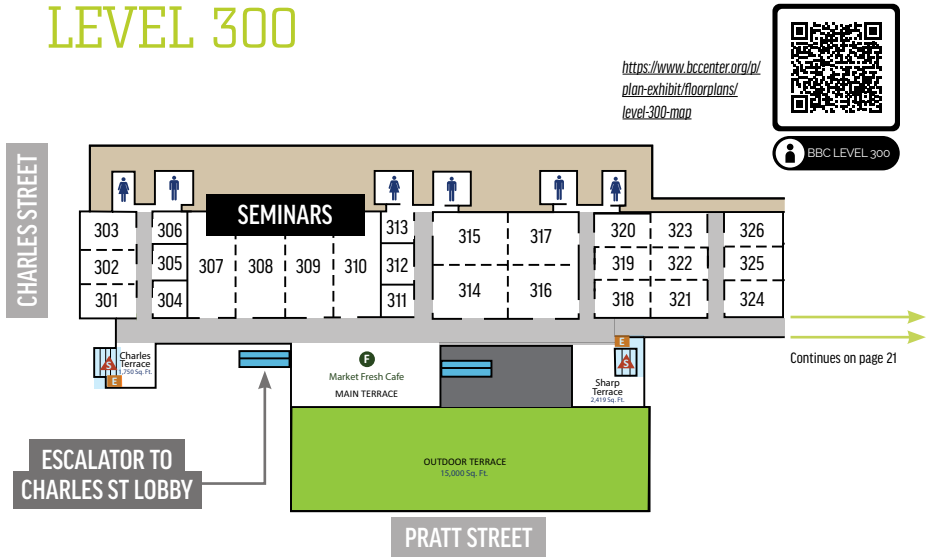 LEVEL 300
https://www.bccenter.org/p/
plan-exhibit/floorplans/
level-300-map
BBC LEVEL 300
CHARLES STREET
SEMINARS
303
306
313
315
317
320
323
326
302
305
307
308
309
310
312
319
322
325
301
304
311
314
316
318
321
324
Continues on page 21
S
Charles
Terrace
1,750 Sq. Ft.
E
F
Market Fresh Cafe
MAIN TERRACE
E
S
Sharp
Terrace
2,419 Sq. Ft.
ESCALATOR TO
CHARLES ST LOBBY
OUTDOOR TERRACE
15,000 Sq. Ft.
PRATT STREET